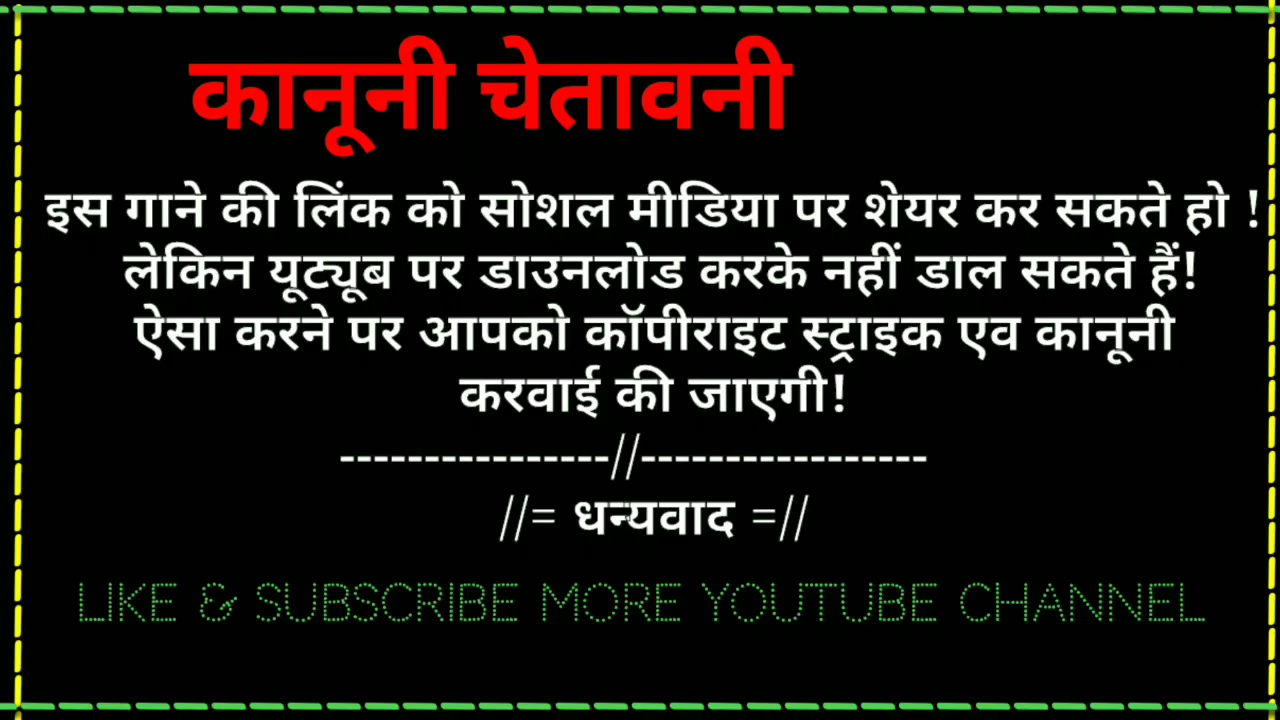 कानूनी चेतावनी
इस गाने की लिंक को सोशल मीडिया पर शेयर कर सकते हो !
लेकिन यूट्यूब पर डाउनलोड करके नहीं डाल सकते हैं!
ऐसा करने पर आपको कॉपीराइट स्ट्राइक एव कानूनी
करवाई की जाएगी!
----------------//-----------------
//= धन्यवाद =//
LIKE & SUBSCRIBE MORE YOUTUBE CHANNEL